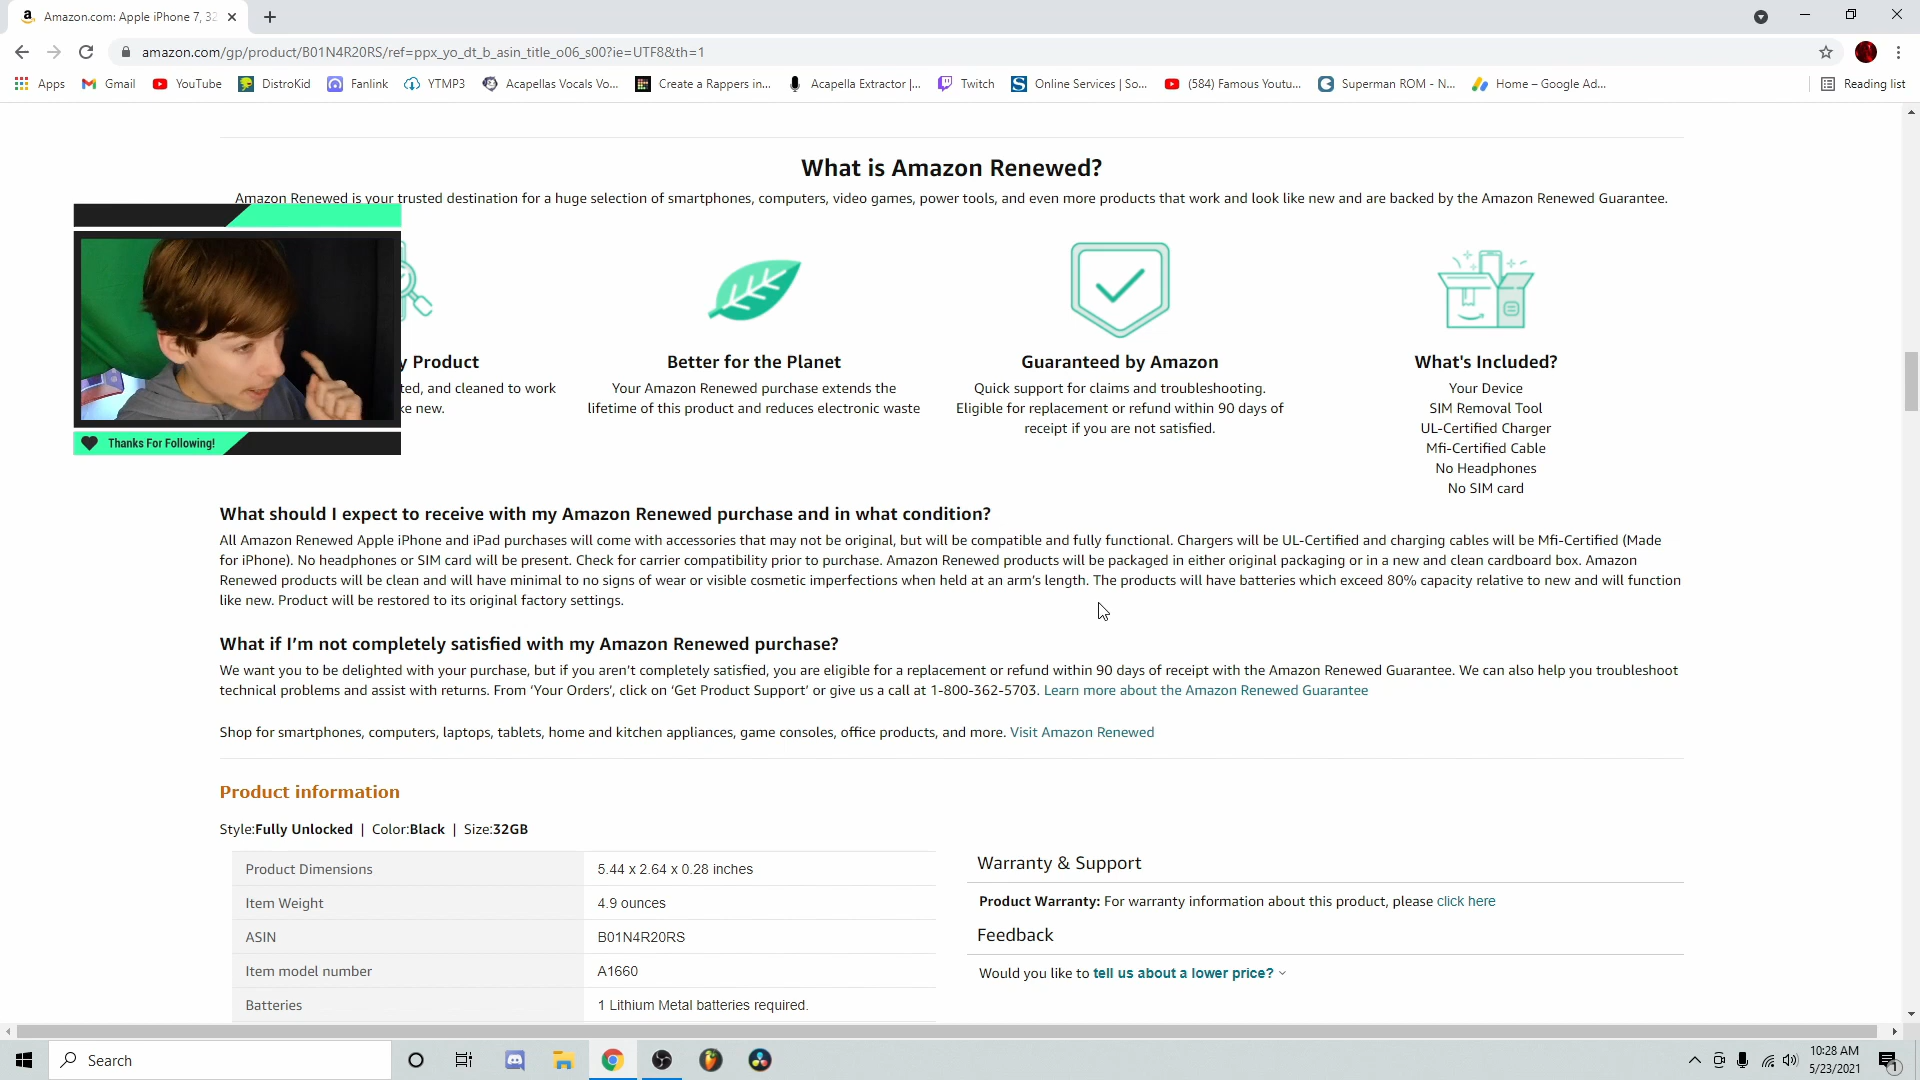 Amazon.com: Apple iPhone 7, 32
amazon.com/gp/product/B01N4R20RS/ref=ppx_yo_dt_b_asin_title_o06_s00?ie=UTF8&th=1
Apps Gmail YouTube DistroKid Fanlink YTMP3 Acapellas Vocals Vo... Create a Rappers in... Acapella Extractor |... Twitch Online Services | So... (584) Famous Youtu... Superman ROM - N... Home – Google Ad... Reading list
What is Amazon Renewed?
Amazon Renewed is your trusted destination for a huge selection of smartphones, computers, video games, power tools, and even more products that work and look like new and are backed by the Amazon Renewed Guarantee.
y Product
ted, and cleaned to work
ke new.
Better for the Planet
Your Amazon Renewed purchase extends the
lifetime of this product and reduces electronic waste
Guaranteed by Amazon
Quick support for claims and troubleshooting.
Eligible for replacement or refund within 90 days of
receipt if you are not satisfied.
What's Included?
Your Device
SIM Removal Tool
UL-Certified Charger
Mfi-Certified Cable
No Headphones
No SIM card
Thanks For Following!
What should I expect to receive with my Amazon Renewed purchase and in what condition?
All Amazon Renewed Apple iPhone and iPad purchases will come with accessories that may not be original, but will be compatible and fully functional. Chargers will be UL-Certified and charging cables will be Mfi-Certified (Made
for iPhone). No headphones or SIM card will be present. Check for carrier compatibility prior to purchase. Amazon Renewed products will be packaged in either original packaging or in a new and clean cardboard box. Amazon
Renewed products will be clean and will have minimal to no signs of wear or visible cosmetic imperfections when held at an arm's length. The products will have batteries which exceed 80% capacity relative to new and will function
like new. Product will be restored to its original factory settings.
What if I'm not completely satisfied with my Amazon Renewed purchase?
We want you to be delighted with your purchase, but if you aren't completely satisfied, you are eligible for a replacement or refund within 90 days of receipt with the Amazon Renewed Guarantee. We can also help you troubleshoot
technical problems and assist with returns. From 'Your Orders', click on 'Get Product Support' or give us a call at 1-800-362-5703. Learn more about the Amazon Renewed Guarantee
Shop for smartphones, computers, laptops, tablets, home and kitchen appliances, game consoles, office products, and more. Visit Amazon Renewed
Product information
Style:Fully Unlocked | Color:Black | Size:32GB
Product Dimensions 5.44 x 2.64 x 0.28 inches
Item Weight 4.9 ounces
ASIN B01N4R20RS
Item model number A1660
Batteries 1 Lithium Metal batteries required.
Warranty & Support
Product Warranty: For warranty information about this product, please click here
Feedback
Would you like to tell us about a lower price?
Search
10:28 AM
5/23/2021
1